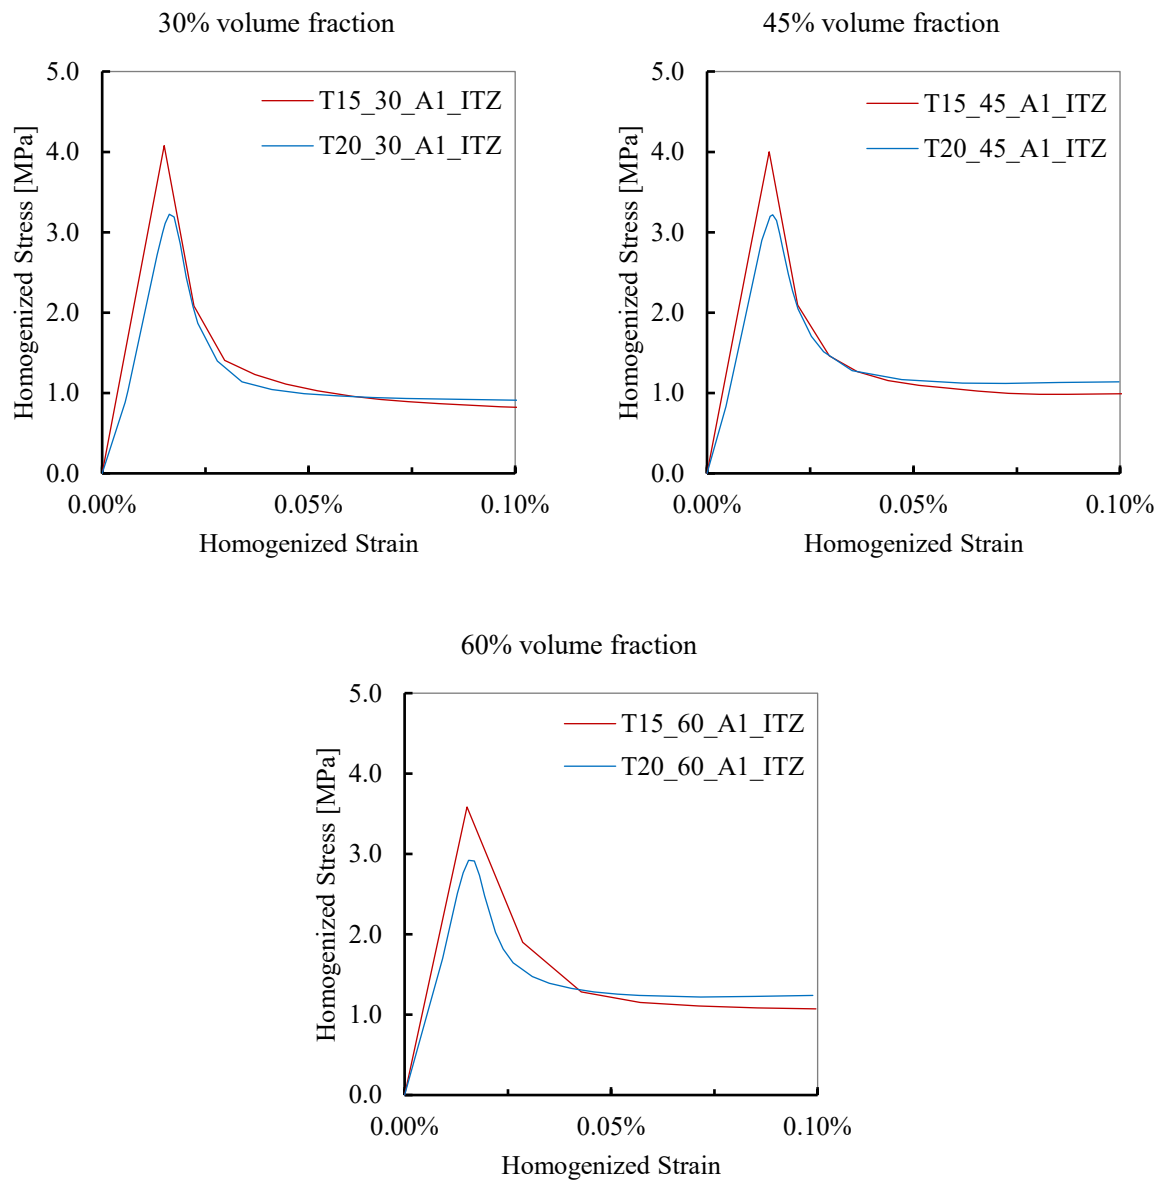 30% volume fraction
5.0
4.0
3.0
2.0
1.0
0.0
Homogenized Stress [MPa]
T15_30_A1_ITZ
T20_30_A1_ITZ
0.00%
0.05%
0.10%
Homogenized Strain
45% volume fraction
5.0
4.0
3.0
2.0
1.0
0.0
Homogenized Stress [MPa]
T15_45_A1_ITZ
T20_45_A1_ITZ
0.00%
0.05%
0.10%
Homogenized Strain
60% volume fraction
5.0
4.0
3.0
2.0
1.0
0.0
Homogenized Stress [MPa]
T15_60_A1_ITZ
T20_60_A1_ITZ
0.00%
0.05%
0.10%
Homogenized Strain